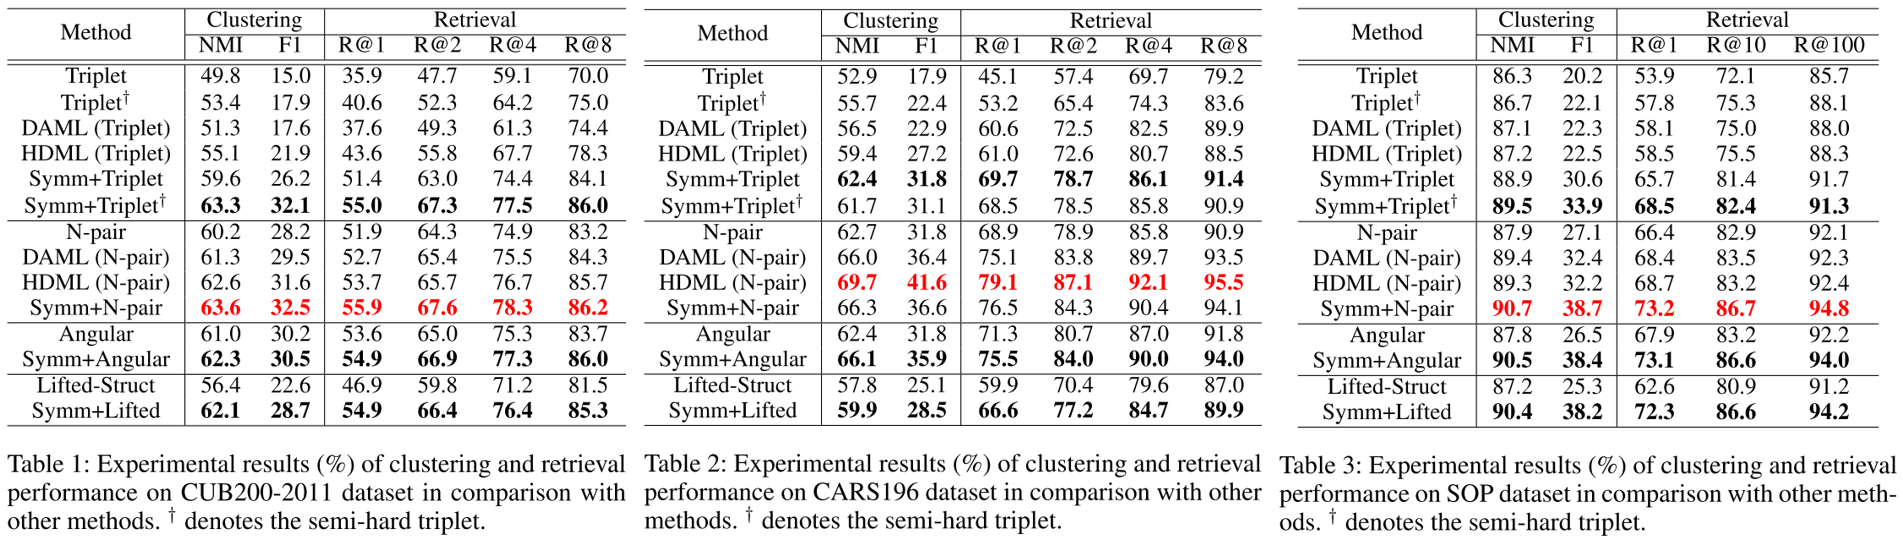 Method Clustering Retrieval
NMI F1 R@1 R@2 R@4 R@8
Triplet 49.8 15.0 35.9 47.7 59.1 70.0
Triplet† 53.4 17.9 40.6 52.3 64.2 75.0
DAML (Triplet) 51.3 17.6 37.6 49.3 61.3 74.4
HDML (Triplet) 55.1 21.9 43.6 55.8 67.7 78.3
Symm+Triplet 59.6 26.2 51.4 63.0 74.4 84.1
Symm+Triplet† 63.3 32.1 55.0 67.3 77.5 86.0
N-pair 60.2 28.2 51.9 64.3 74.9 83.2
DAML (N-pair) 61.3 29.5 52.7 65.4 75.5 84.3
HDML (N-pair) 62.6 31.6 53.7 65.7 76.7 85.7
Symm+N-pair 63.6 32.5 55.9 67.6 78.3 86.2
Angular 61.0 30.2 53.6 65.0 75.3 83.7
Symm+Angular 62.3 30.5 54.9 66.9 77.3 86.0
Lifted-Struct 56.4 22.6 46.9 59.8 71.2 81.5
Symm+Lifted 62.1 28.7 54.9 66.4 76.4 85.3
Table 1: Experimental results (%) of clustering and retrieval
performance on CUB200-2011 dataset in comparison with
other methods. † denotes the semi-hard triplet.
Method Clustering Retrieval
NMI F1 R@1 R@2 R@4 R@8
Triplet 52.9 17.9 45.1 57.4 69.7 79.2
Triplet† 55.7 22.4 53.2 65.4 74.3 83.6
DAML (Triplet) 56.5 22.9 60.6 72.5 82.5 89.9
HDML (Triplet) 59.4 27.2 61.0 72.6 80.7 88.5
Symm+Triplet 62.4 31.8 69.7 78.7 86.1 91.4
Symm+Triplet† 61.7 31.1 68.5 78.5 85.8 90.9
N-pair 62.7 31.8 68.9 78.9 85.8 90.9
DAML (N-pair) 66.0 36.4 75.1 83.8 89.7 93.5
HDML (N-pair) 69.7 41.6 79.1 87.1 92.1 95.5
Symm+N-pair 66.3 36.6 76.5 84.3 90.4 94.1
Angular 62.4 31.8 71.3 80.7 87.0 91.8
Symm+Angular 66.1 35.9 75.5 84.0 90.0 94.0
Lifted-Struct 57.8 25.1 59.9 70.4 79.6 87.0
Symm+Lifted 59.9 28.5 66.6 77.2 84.7 89.9
Table 2: Experimental results (%) of clustering and retrieval
performance on CARS196 dataset in comparison with other
methods. † denotes the semi-hard triplet.
Method Clustering Retrieval
NMI F1 R@1 R@10 R@100
Triplet 86.3 20.2 53.9 72.1 85.7
Triplet† 86.7 22.1 57.8 75.3 88.1
DAML (Triplet) 87.1 22.3 58.1 75.0 88.0
HDML (Triplet) 87.2 22.5 58.5 75.5 88.3
Symm+Triplet 88.9 30.6 65.7 81.4 91.7
Symm+Triplet† 89.5 33.9 68.5 82.4 91.3
N-pair 87.9 27.1 66.4 82.9 92.1
DAML (N-pair) 89.4 32.4 68.4 83.5 92.3
HDML (N-pair) 89.3 32.2 68.7 83.2 92.4
Symm+N-pair 90.7 38.7 73.2 86.7 94.8
Angular 87.8 26.5 67.9 83.2 92.2
Symm+Angular 90.5 38.4 73.1 86.6 94.0
Lifted-Struct 87.2 25.3 62.6 80.9 91.2
Symm+Lifted 90.4 38.2 72.3 86.6 94.2
Table 3: Experimental results (%) of clustering and retrieval
performance on SOP dataset in comparison with other meth-
ods. † denotes the semi-hard triplet.